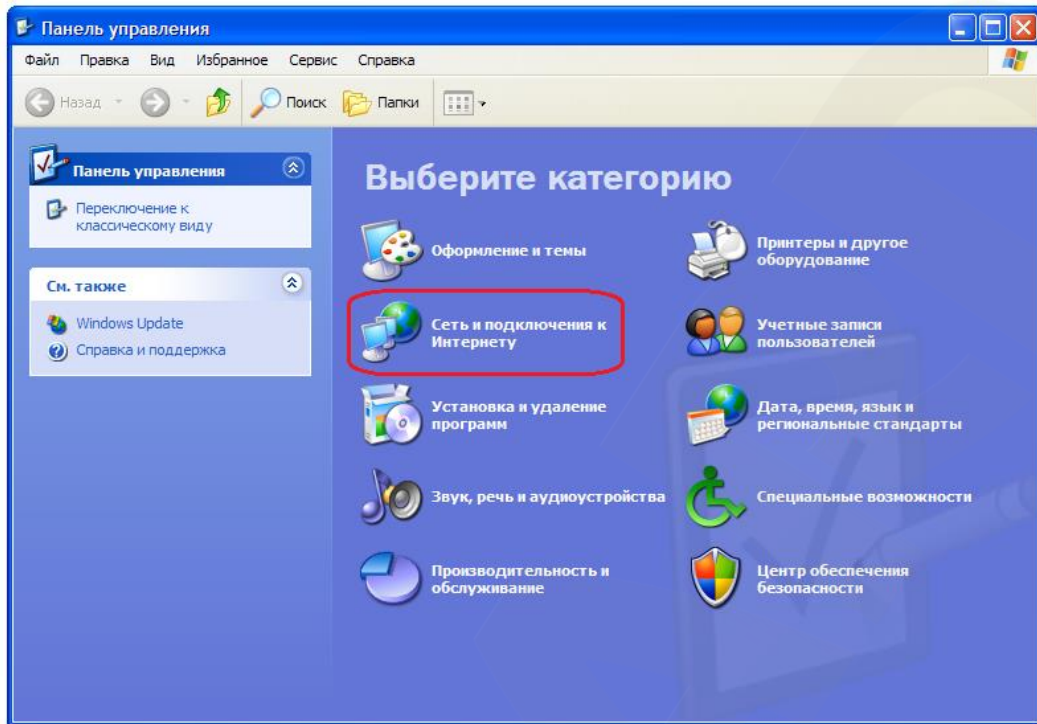 Панель управления
Файл Правка Вид Избранное Сервис Справка
Назад Поиск Папки
Панель управления
Переключение к
классическому виду
См. также
Windows Update
Справка и поддержка
Выберите категорию
Оформление и темы
Принтеры и другое
оборудование
Сеть и подключения к
Интернету
Учетные записи
пользователей
Установка и удаление
программ
Дата, время, язык и
региональные стандарты
Звук, речь и аудиоустройства
Специальные возможности
Производительность и
обслуживание
Центр обеспечения
безопасности